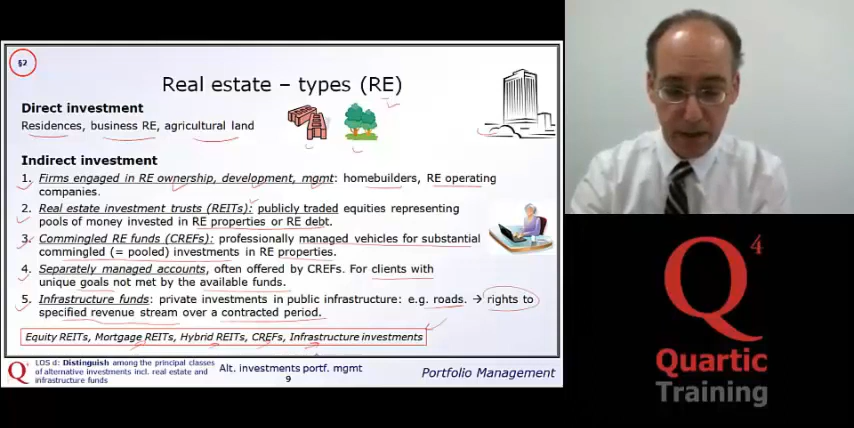 §2
Real estate – types (RE)
Direct investment
Residences, business RE, agricultural land
Indirect investment
1. Firms engaged in RE ownership, development, mgmt: homebuilders, RE operating
companies.
2. Real estate investment trusts (REITs): publicly traded equities representing
pools of money invested in RE properties or RE debt.
3. Commingled RE funds (CREFs): professionally managed vehicles for substantial
commingled (= pooled) investments in RE properties.
4. Separately managed accounts, often offered by CREFs. For clients with
unique goals not met by the available funds.
5. Infrastructure funds: private investments in public infrastructure: e.g. roads. → rights to
specified revenue stream over a contracted period.
Equity REITs, Mortgage REITs, Hybrid REITs, CREFs, Infrastructure investments
Q
LOS d: Distinguish among the principal classes
of alternative investments incl. real estate and
infrastructure funds
Alt. investments portf. mgmt
9
Portfolio Management
Q4
Quartic
Training